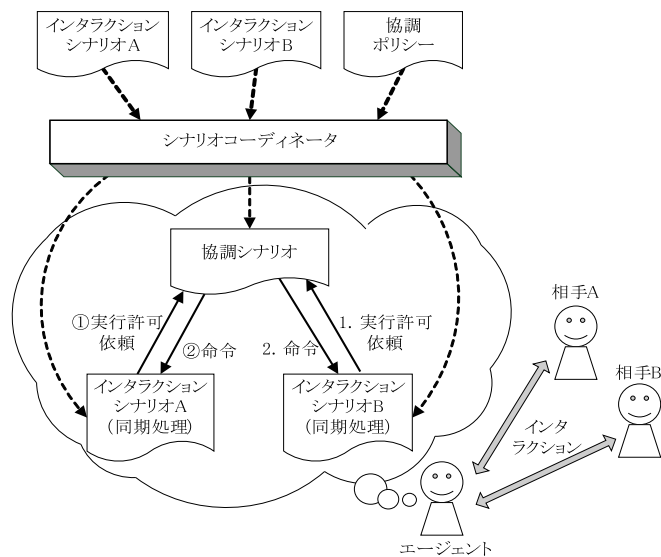 インタラクション
シナリオA
インタラクション
シナリオB
協調
ポリシー
シナリオコーディネータ
協調シナリオ
①実行許可
依頼
②命令
2. 命令
1. 実行許可
依頼
インタラクション
シナリオA
(同期処理)
インタラクション
シナリオB
(同期処理)
相手A
相手B
インタ
ラクション
エージェント